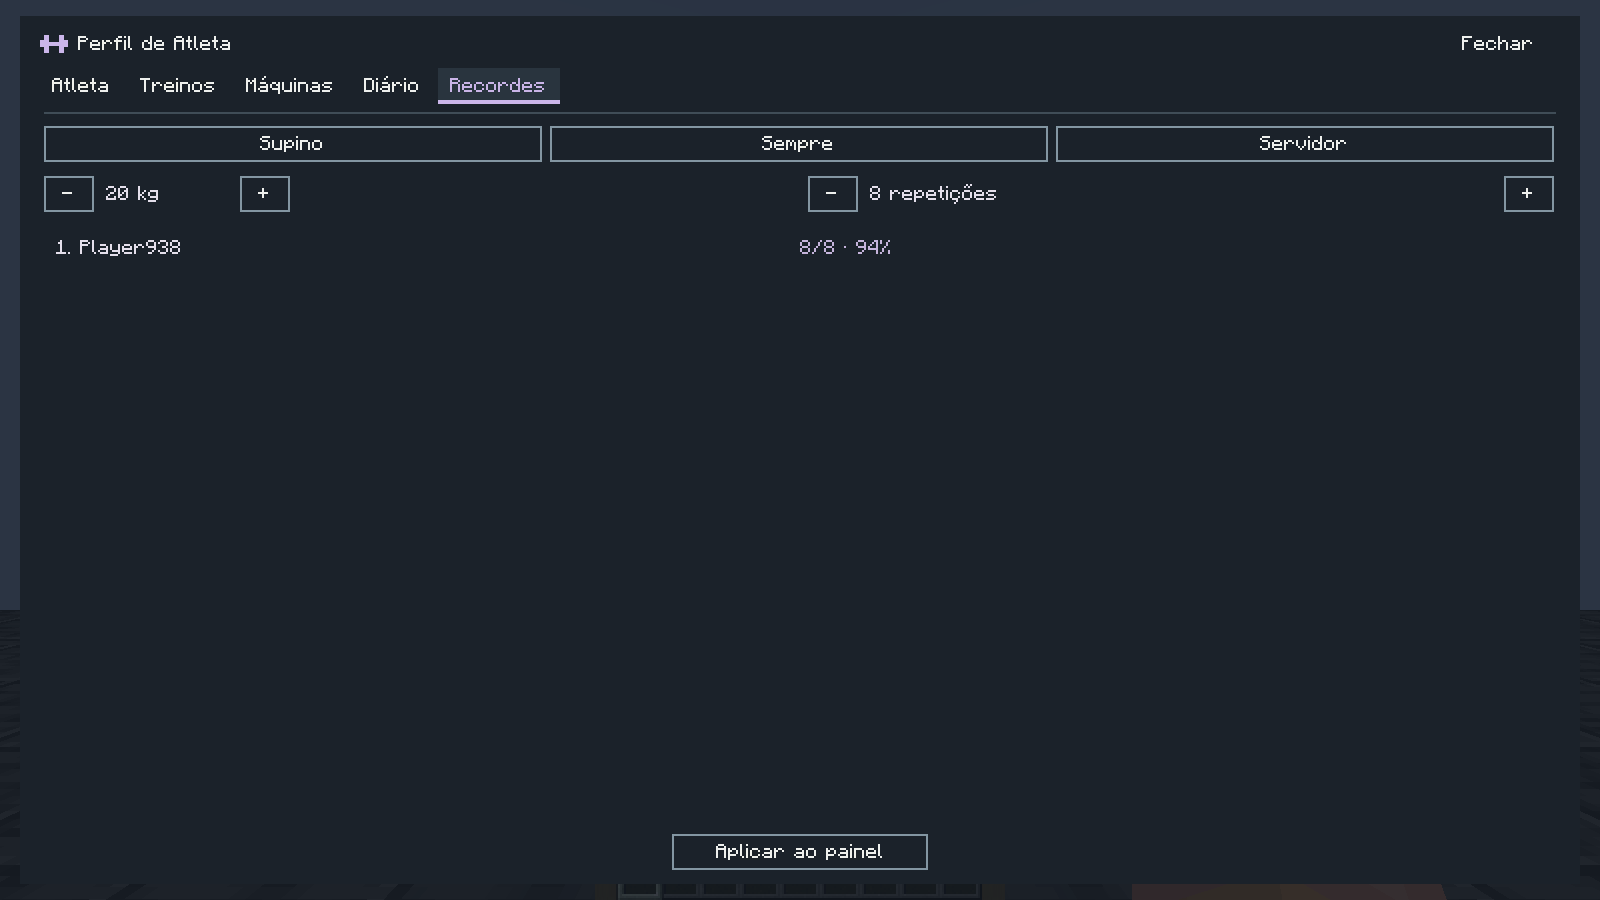 Perfil de Atleta
Fechar
Atleta Treinos Máquinas Diário Recordes
Supino Sempre Servidor
- 20 kg + - 8 repetições +
1. Player938 8/8 · 94%
Aplicar ao painel